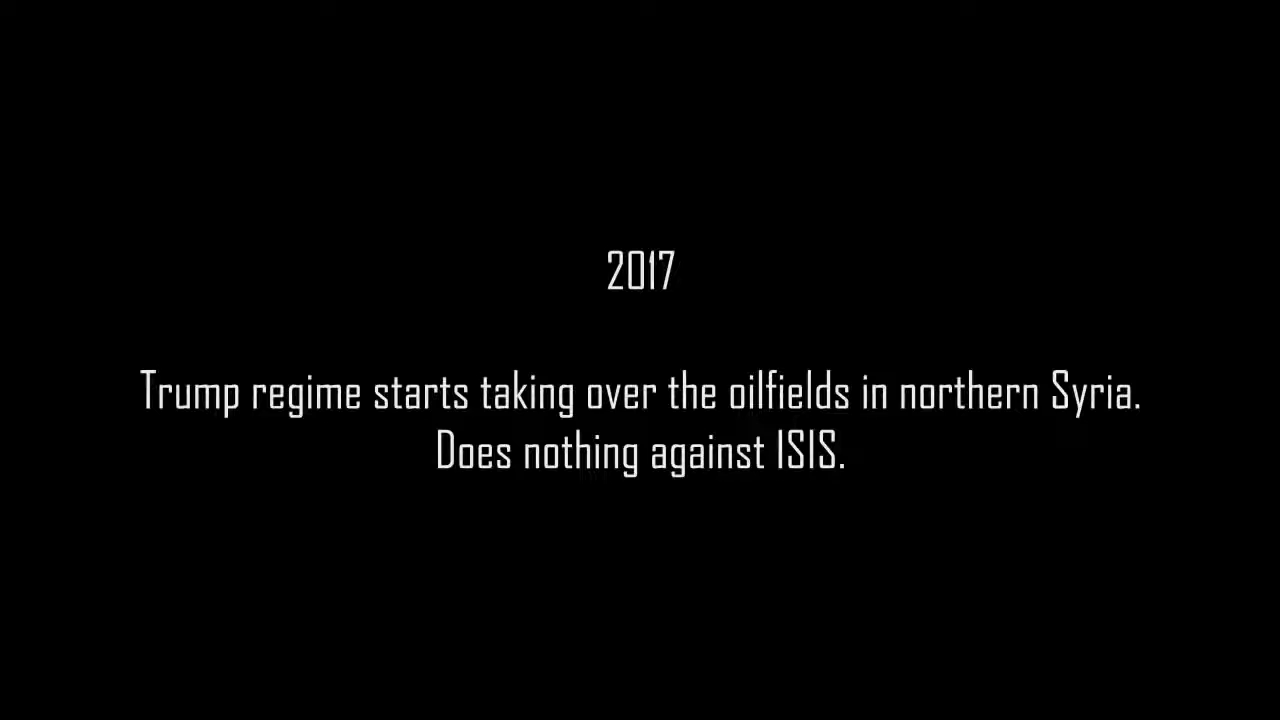 2017
Trump regime starts taking over the oilfields in northern Syria.
Does nothing against ISIS.